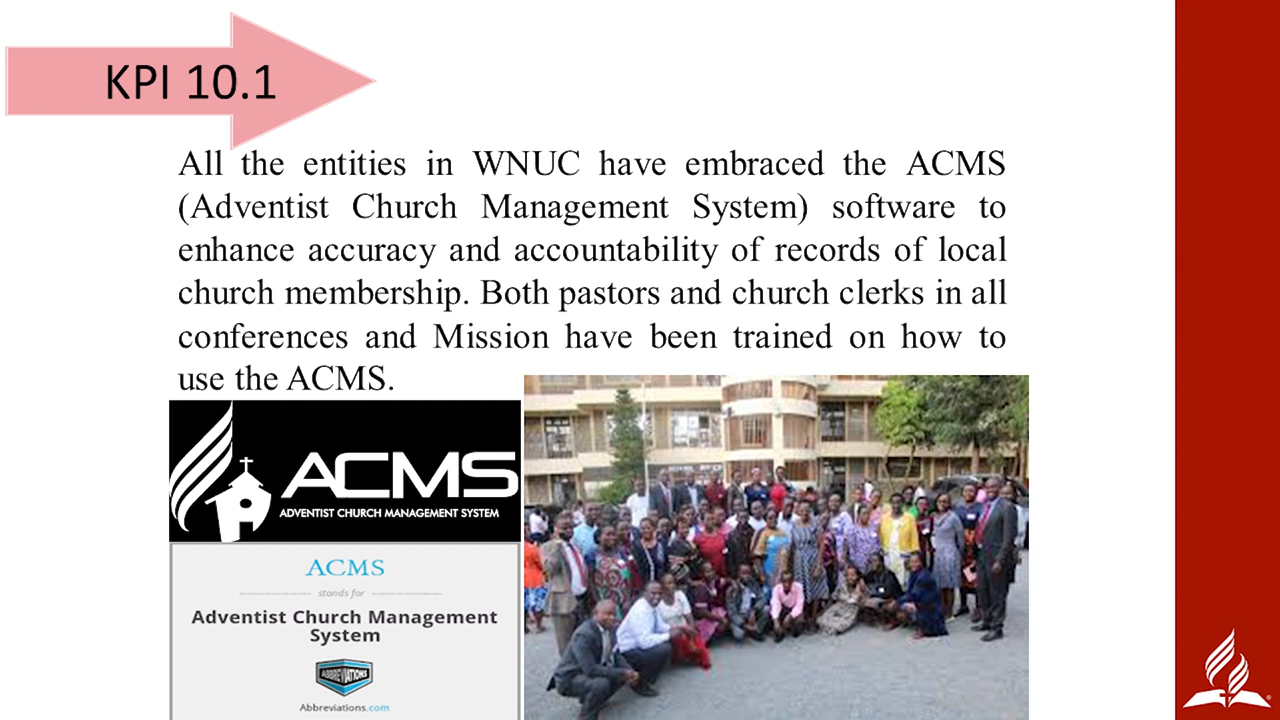 KPI 10.1
All the entities in WNUC have embraced the ACMS
(Adventist Church Management System) software to
enhance accuracy and accountability of records of local
church membership. Both pastors and church clerks in all
conferences and Mission have been trained on how to
use the ACMS.
ACMS
ADVENTIST CHURCH MANAGEMENT SYSTEM
ACMS
stands for
Adventist Church Management
System
ABBREVIATIONS
Abbreviations.com